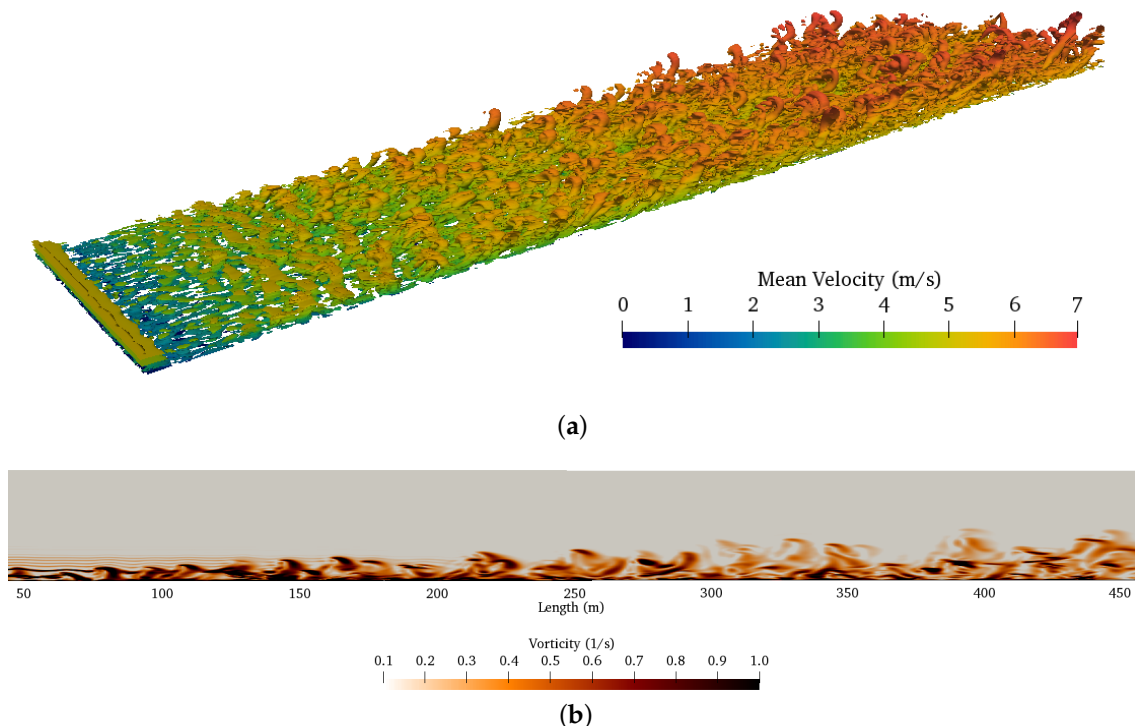 Mean Velocity (m/s)
0 1 2 3 4 5 6 7
(a)
50 100 150 200 250 300 350 400 450
Length (m)
Vorticity (1/s)
0.1 0.2 0.3 0.4 0.5 0.6 0.7 0.8 0.9 1.0
(b)